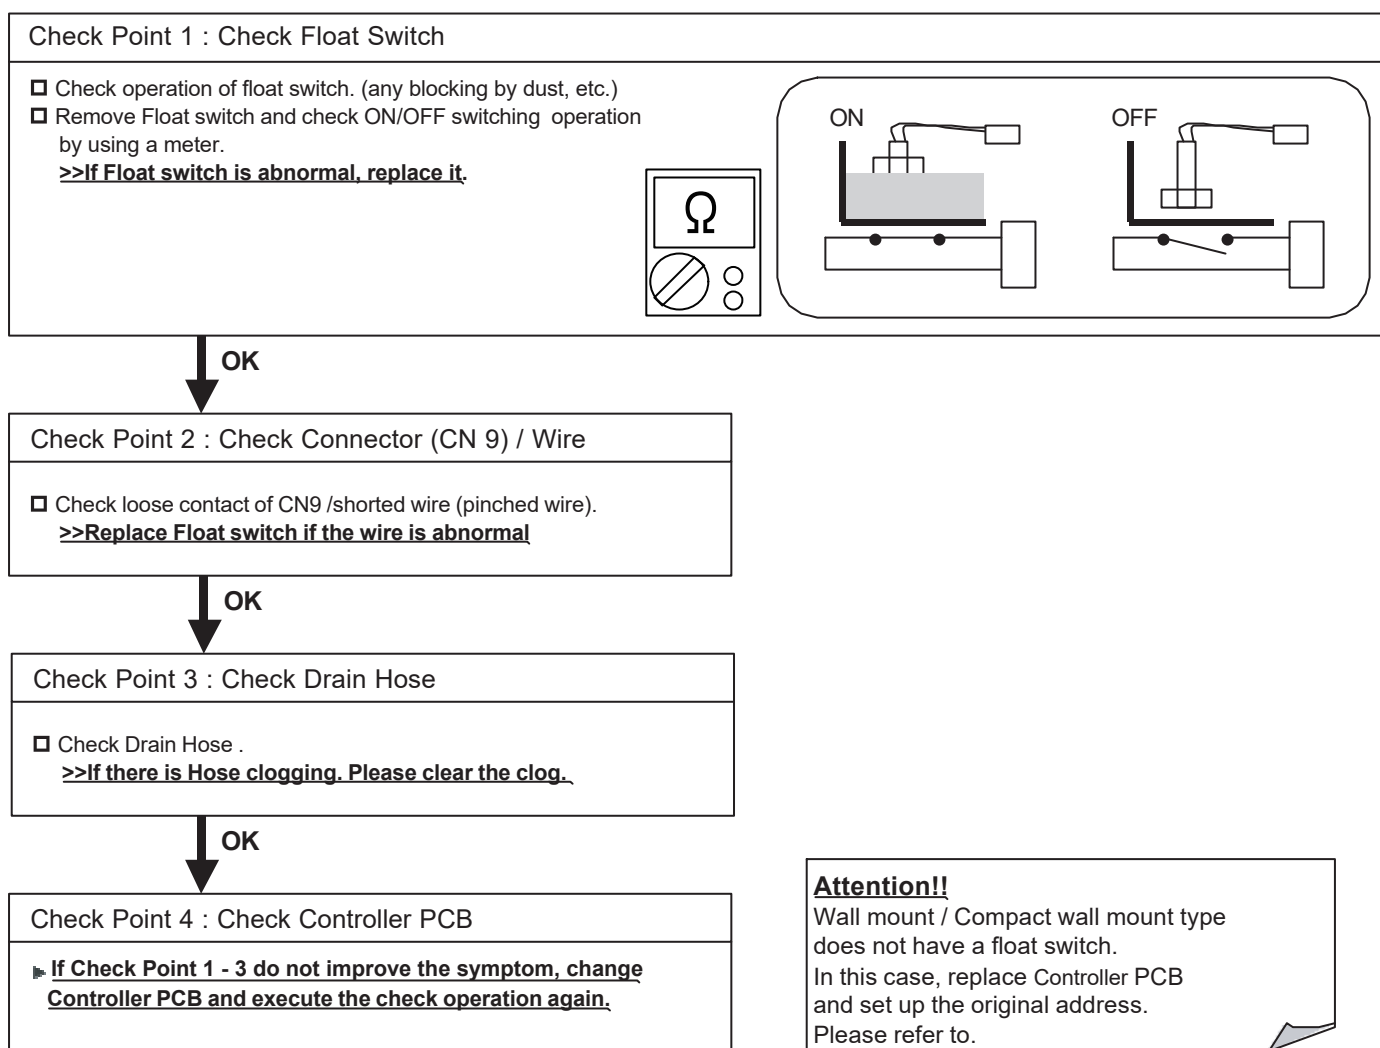 Check Point 1 : Check Float Switch
Check operation of float switch. (any blocking by dust, etc.)
Remove Float switch and check ON/OFF switching operation
by using a meter.
>>If Float switch is abnormal, replace it.
Ω
ON
OFF
OK
Check Point 2 : Check Connector (CN 9) / Wire
Check loose contact of CN9 /shorted wire (pinched wire).
>>Replace Float switch if the wire is abnormal
OK
Check Point 3 : Check Drain Hose
Check Drain Hose .
>>If there is Hose clogging. Please clear the clog.
OK
Check Point 4 : Check Controller PCB
If Check Point 1 - 3 do not improve the symptom, change
Controller PCB and execute the check operation again.
Attention!!
Wall mount / Compact wall mount type
does not have a float switch.
In this case, replace Controller PCB
and set up the original address.
Please refer to.